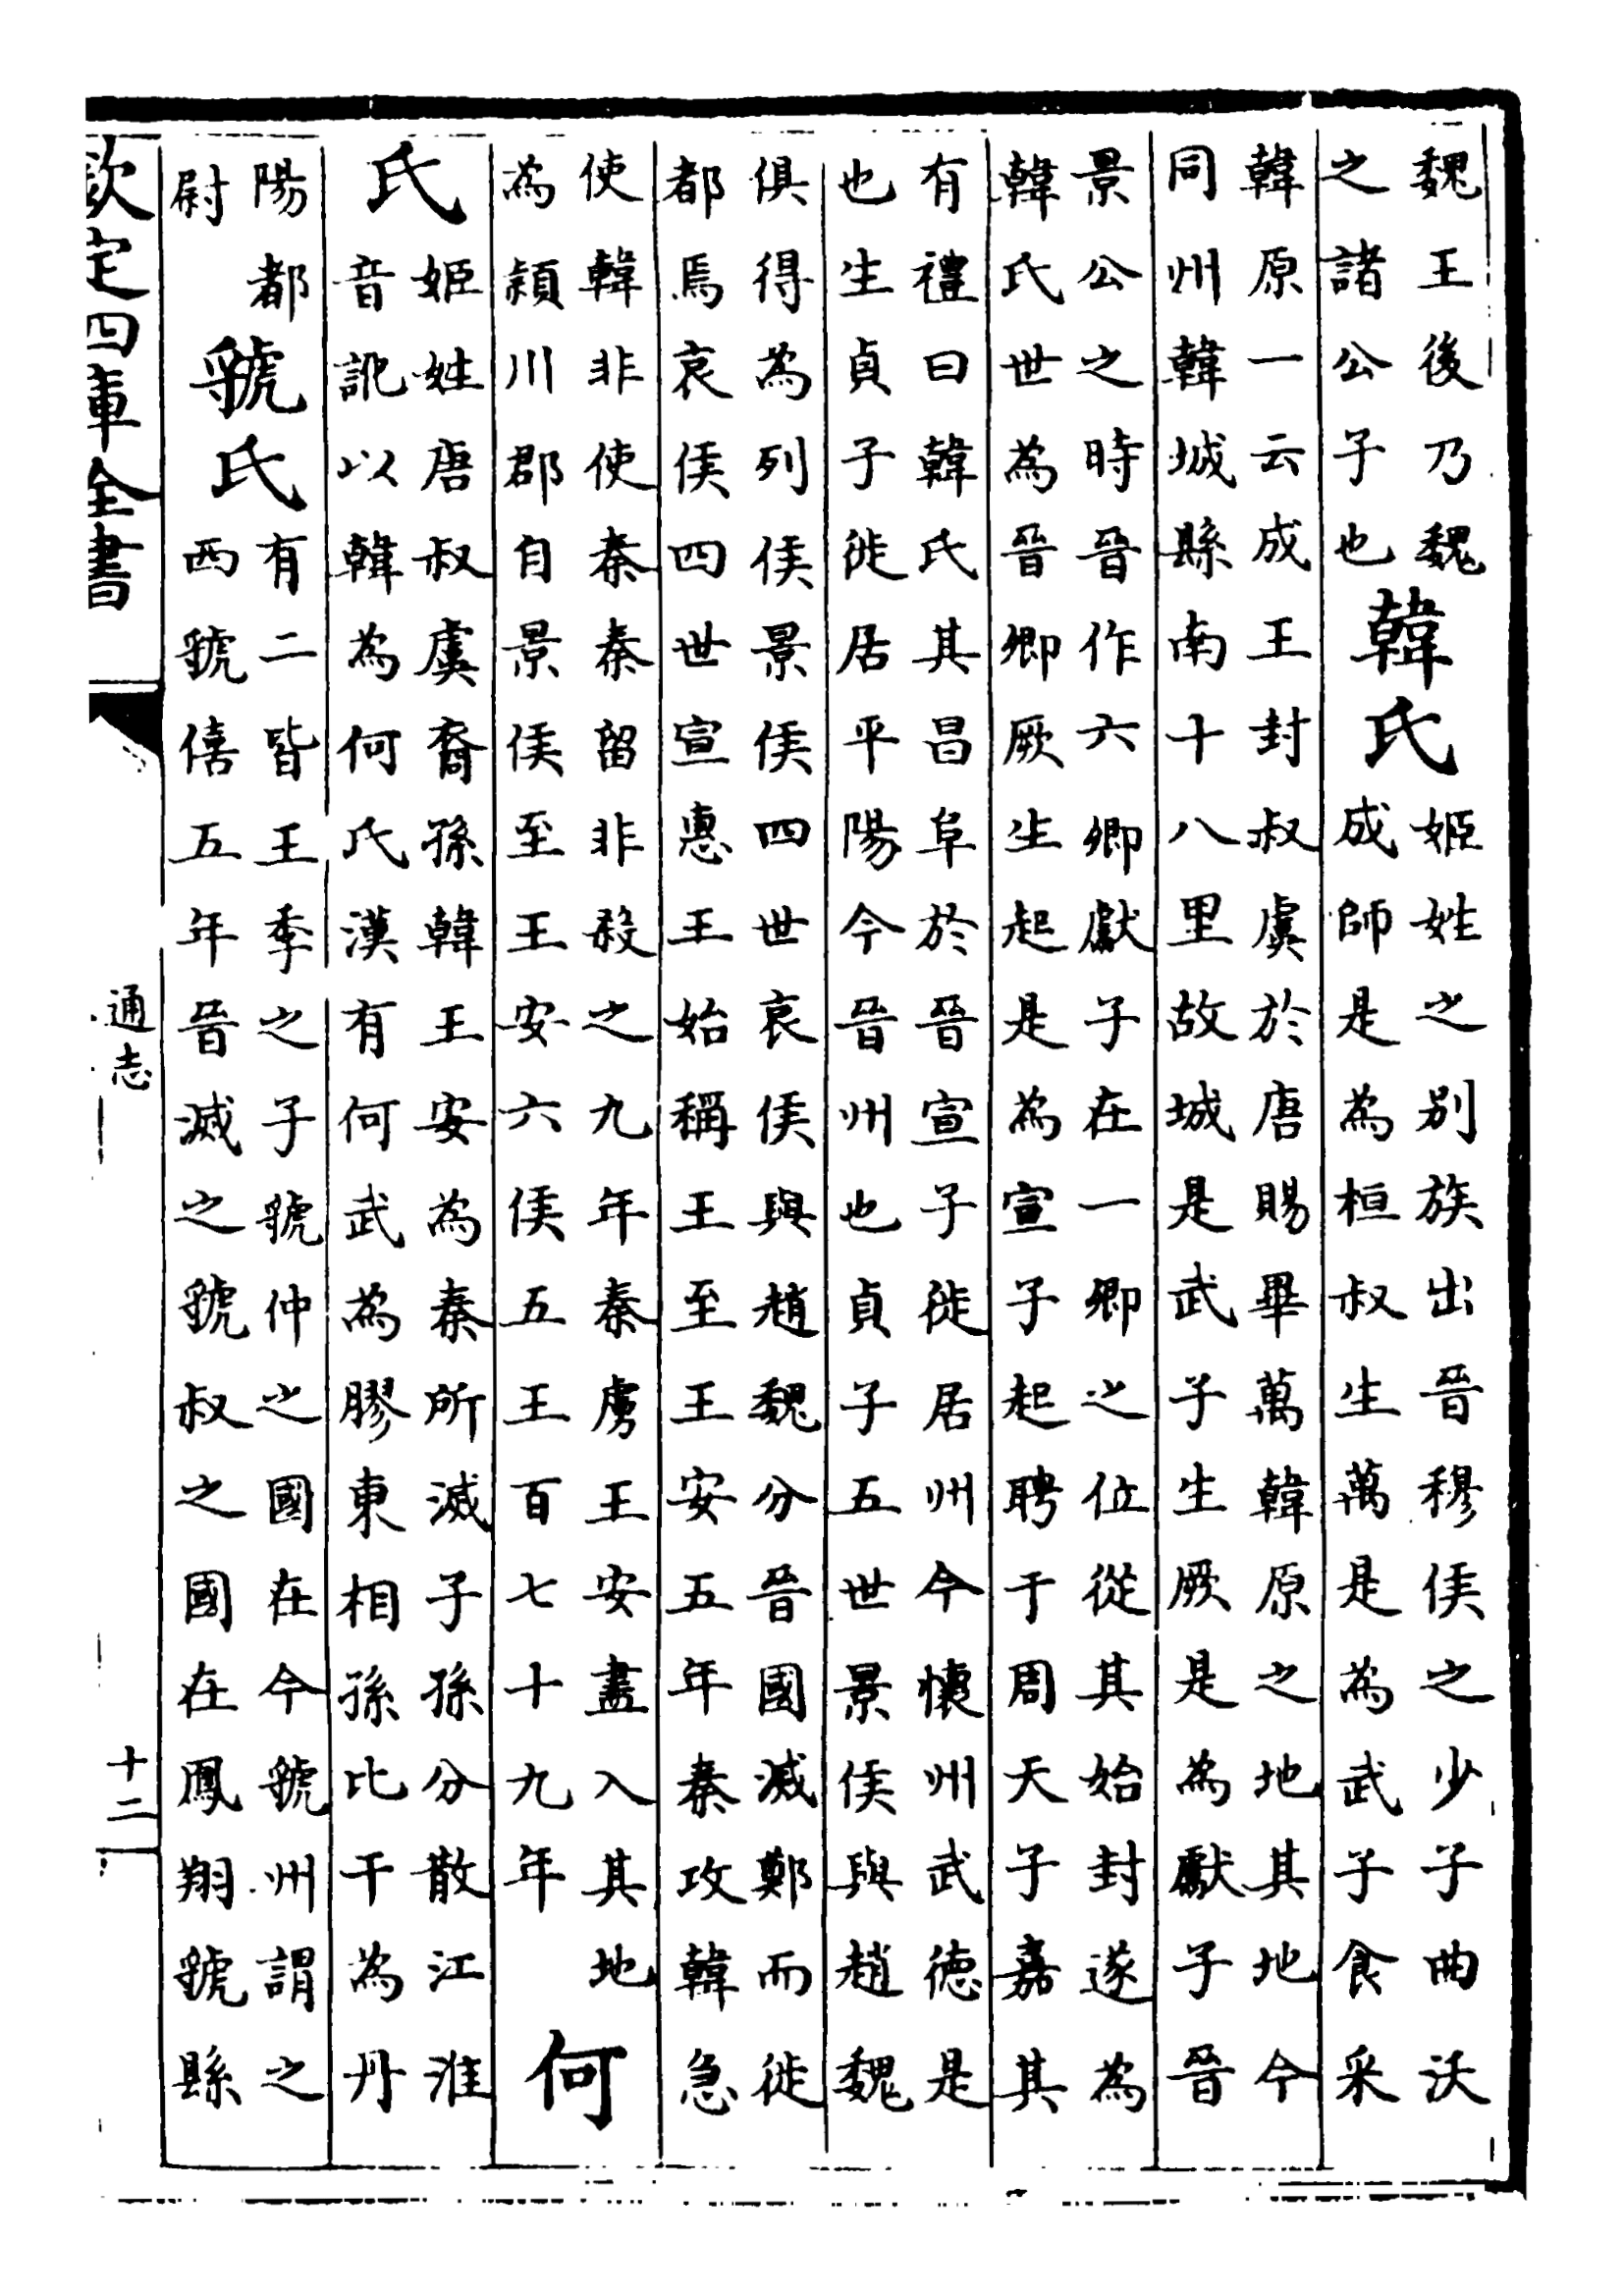 魏王後乃魏
之諸公子也
韓氏
姬姓之别族出晉穆侯之少子曲沃
成師是為桓叔生萬是為武子食采
韓原一云成王封叔虞於唐賜畢萬韓原之地其地今
同州韓城縣南十八里故城是武子生厥是為獻子晉
景公之時晉作六卿獻子在一卿之位從其始封遂為
韓氏世為晉卿厥生起是為宣子起聘于周天子嘉其
有禮曰韓氏其昌阜於晉宣子徙居州今懷州武德是
也生貞子徙居平陽今晉州也貞子五世景侯與趙魏
俱得為列侯景侯四世哀侯與趙魏分晉國滅鄭而徙
都焉哀侯四世宣惠王始稱王至王安五年秦攻韓急
使韓非使秦秦留非殺之九年秦虜王安盡入其地
為頴川郡自景侯至王安六侯五王百七十九年
何
氏
姬姓唐叔虞裔孫韓王安為秦所滅子孫分散江淮
音訛以韓為何氏漢有何武為膠東相孫比干為丹
陽都
尉
虢氏
有二皆王季之子虢仲之國在今虢州謂之
西虢僖五年晉滅之虢叔之國在鳳翔虢縣
欽定四庫全書
通志
十二